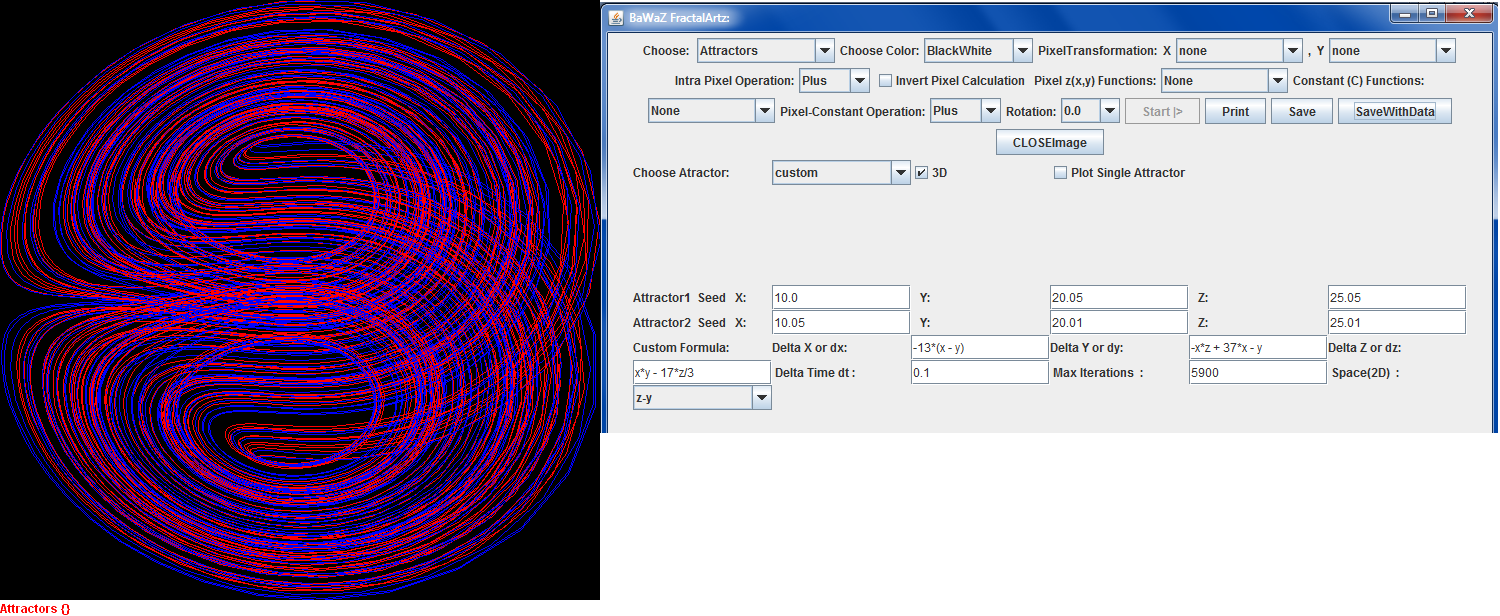 BaWaZ FractalArtz:
Choose: Attractors Choose Color: BlackWhite PixelTransformation: X none , Y none
Intra Pixel Operation: Plus Invert Pixel Calculation Pixel z(x,y) Functions: None Constant (C) Functions:
None Pixel-Constant Operation: Plus Rotation: 0.0 Start |> Print Save SaveWithData
CLOSEImage
Choose Atractor: custom 3D Plot Single Attractor
Attractor1 Seed X: 10.0 Y: 20.05 Z: 25.05
Attractor2 Seed X: 10.05 Y: 20.01 Z: 25.01
Custom Formula: Delta X or dx: -13*(x - y) Delta Y or dy: -x*z + 37*x - y Delta Z or dz:
x*y - 17*z/3 Delta Time dt : 0.1 Max Iterations : 5900 Space(2D) :
z-y
Attractors {}